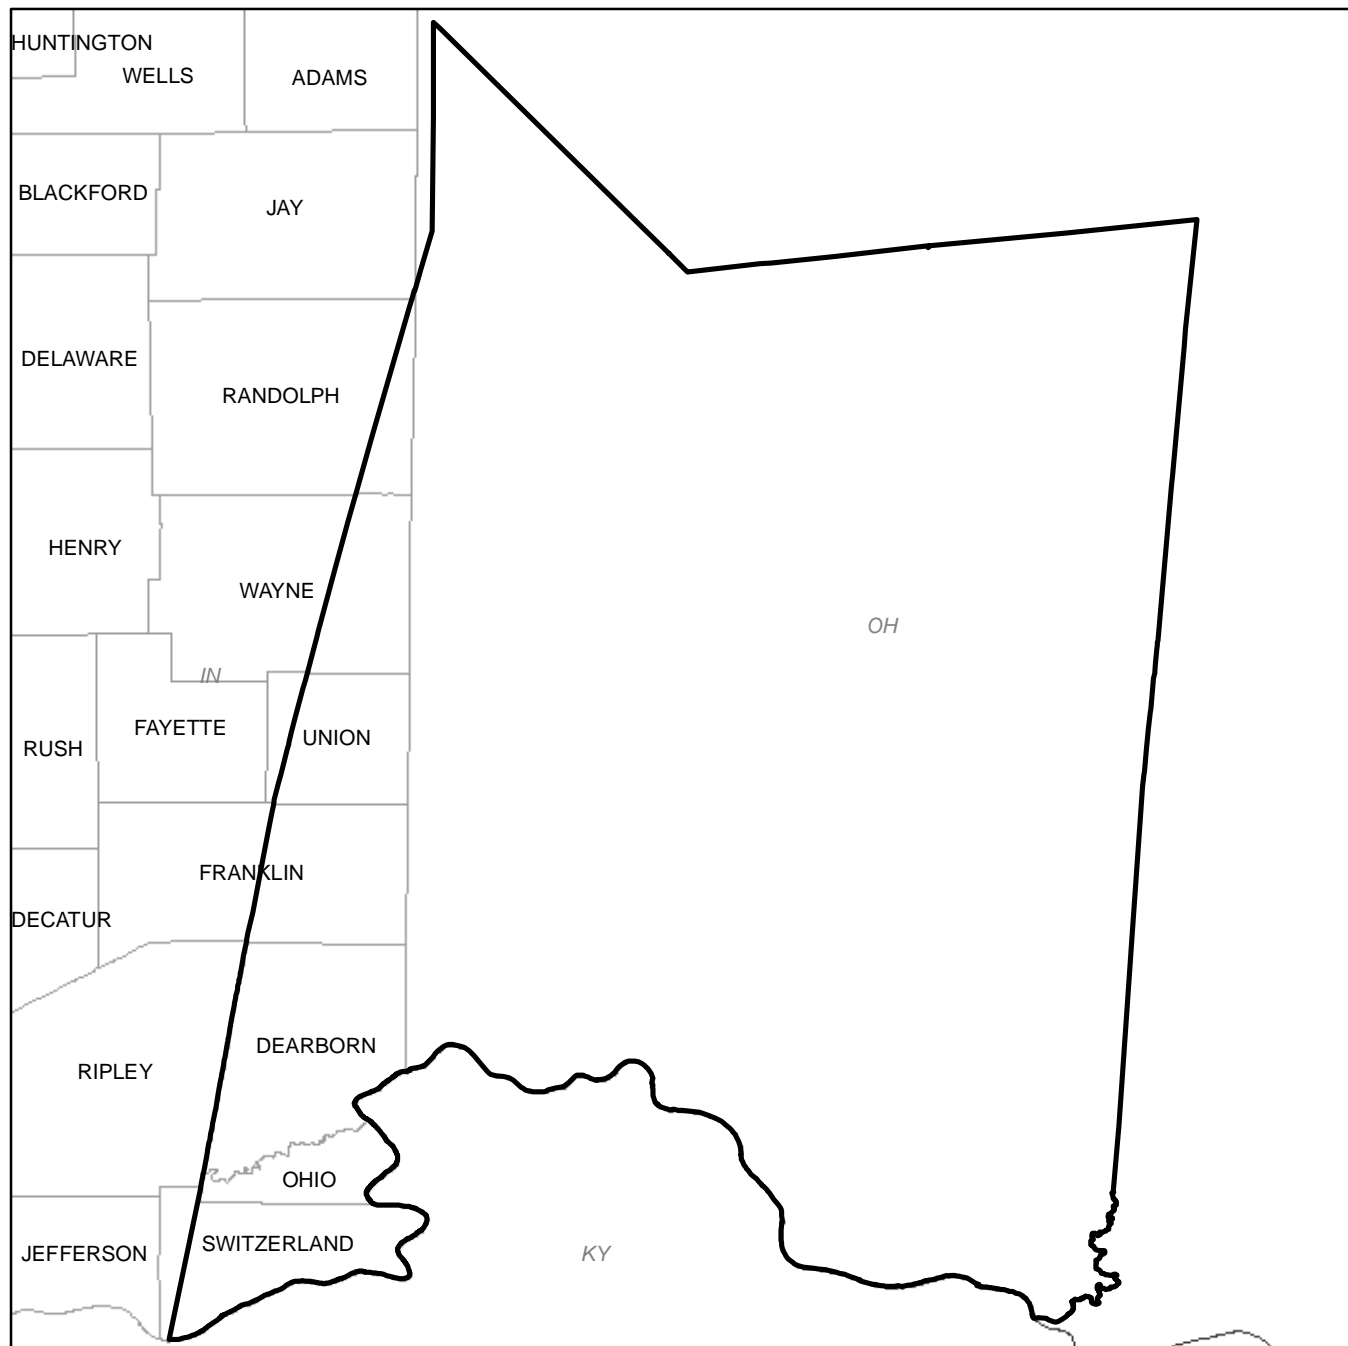 HUNTINGTON
WELLS
ADAMS
BLACKFORD
JAY
DELAWARE
RANDOLPH
HENRY
WAYNE
OH
IN
FAYETTE
UNION
RUSH
FRANKLIN
DECATUR
DEARBORN
RIPLEY
OHIO
SWITZERLAND
JEFFERSON
KY